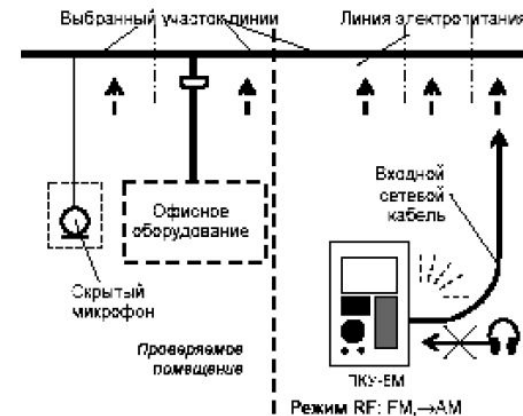 Выбранный участок линии
Линия электропитания
Входной
сетевой
кабель
Офисное
оборудование
Скрытый
микрофон
Проверяемое
помещение
ПКУ-ЕМ
Режим RF: FM,→AM